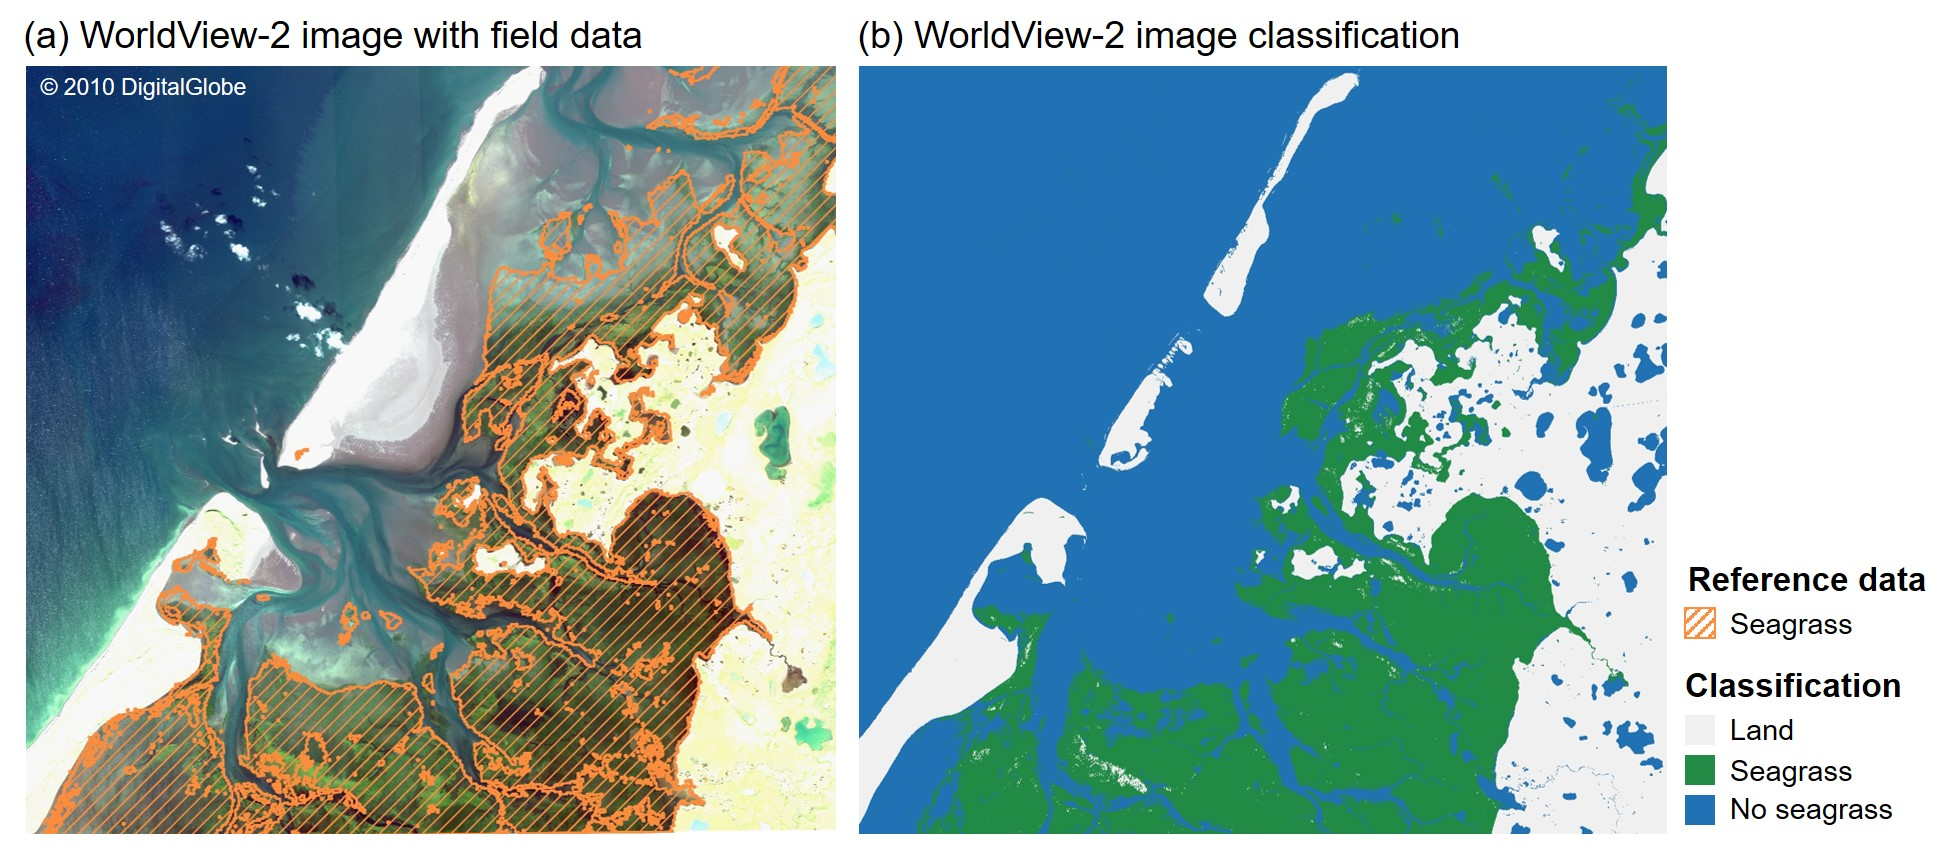 (a) WorldView-2 image with field data
(b) WorldView-2 image classification
© 2010 DigitalGlobe
Reference data
Seagrass
Classification
Land
Seagrass
No seagrass